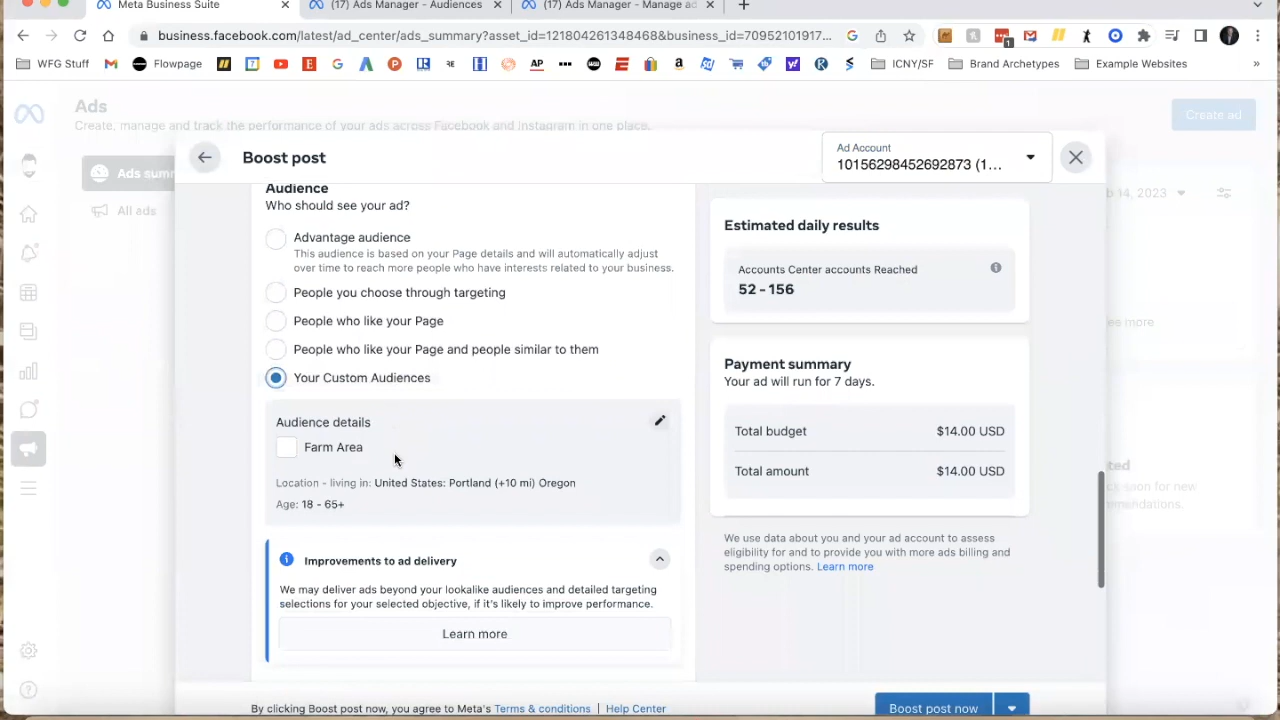 Meta Business Suite
(17) Ads Manager - Audiences
(17) Ads Manager - Manage ad
business.facebook.com/latest/ad_center/ads_summary?asset_id=121804261348468&business_id=70952101917...
WFG Stuff
Flowpage
ICNY/SF
Brand Archetypes
Example Websites
Ads
Create, manage and track the performance of your ads across Facebook and Instagram in one place.
Create ad
Ads summ
All ads
b 14, 2023
Boost post
Ad Account
10156298452692873 (1...
Audience
Who should see your ad?
Advantage audience
This audience is based on your Page details and will automatically adjust
over time to reach more people who have interests related to your business.
People you choose through targeting
People who like your Page
People who like your Page and people similar to them
Your Custom Audiences
Audience details
Farm Area
Location - living in: United States: Portland (+10 mi) Oregon
Age: 18 - 65+
Improvements to ad delivery
We may deliver ads beyond your lookalike audiences and detailed targeting
selections for your selected objective, if it's likely to improve performance.
Learn more
Estimated daily results
Accounts Center accounts Reached
52 - 156
Payment summary
Your ad will run for 7 days.
Total budget $14.00 USD
Total amount $14.00 USD
We use data about you and your ad account to assess
eligibility for and to provide you with more ads billing and
spending options. Learn more
By clicking Boost post now, you agree to Meta's Terms & conditions | Help Center
Boost post now